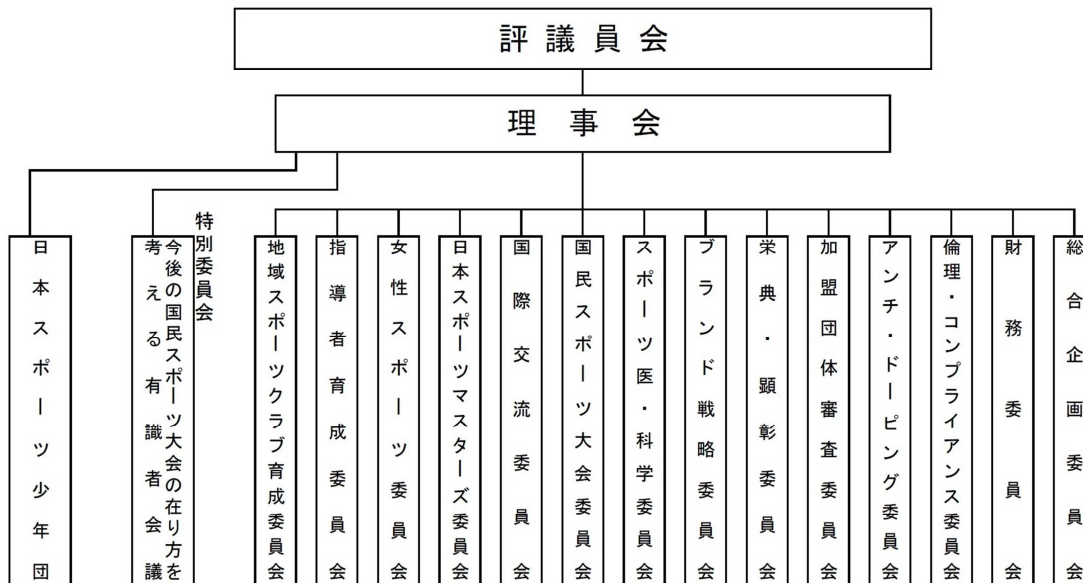 評議員会
理事会
総合企画委員会
財務委員会
倫理・コンプライアンス委員会
アンチ・ドーピング委員会
加盟団体審査委員会
栄典・顕彰委員会
ブランド戦略委員会
スポーツ医・科学委員会
国民スポーツ大会委員会
国際交流委員会
日本スポーツマスターズ委員会
女性スポーツ委員会
指導者育成委員会
地域スポーツクラブ育成委員会
特別委員会
今後の国民スポーツ大会の在り方を
考える有識者会議
日本スポーツ少年団